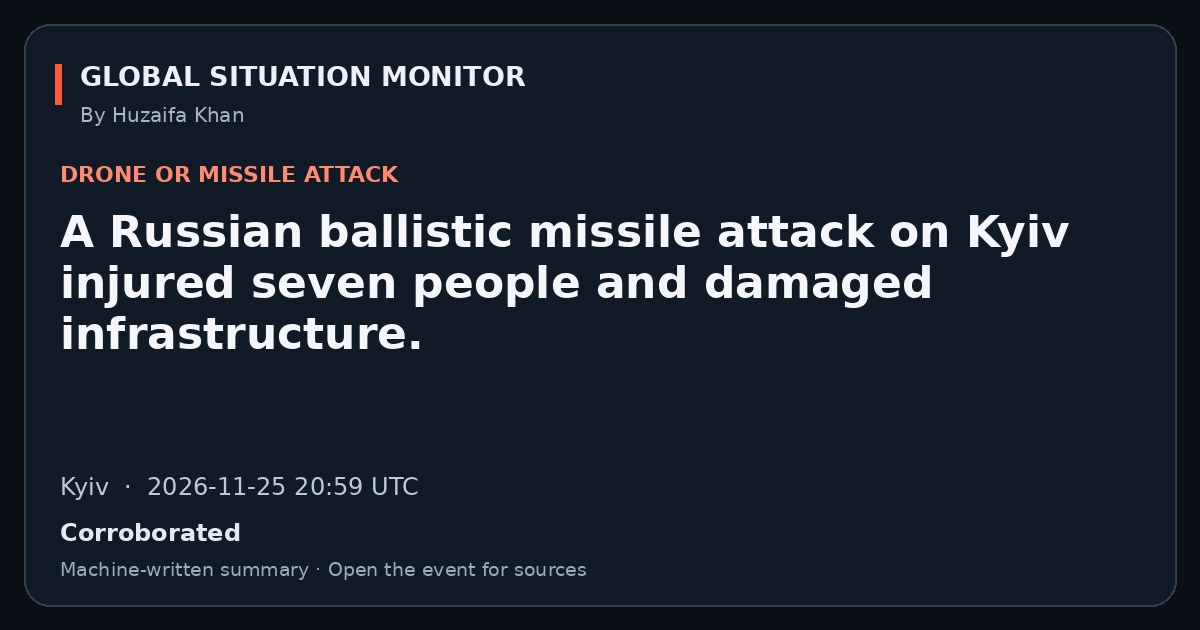 GLOBAL SITUATION MONITOR
By Huzaifa Khan
DRONE OR MISSILE ATTACK
A Russian ballistic missile attack on Kyiv
injured seven people and damaged
infrastructure.
Kyiv · 2026-11-25 20:59 UTC
Corroborated
Machine-written summary · Open the event for sources